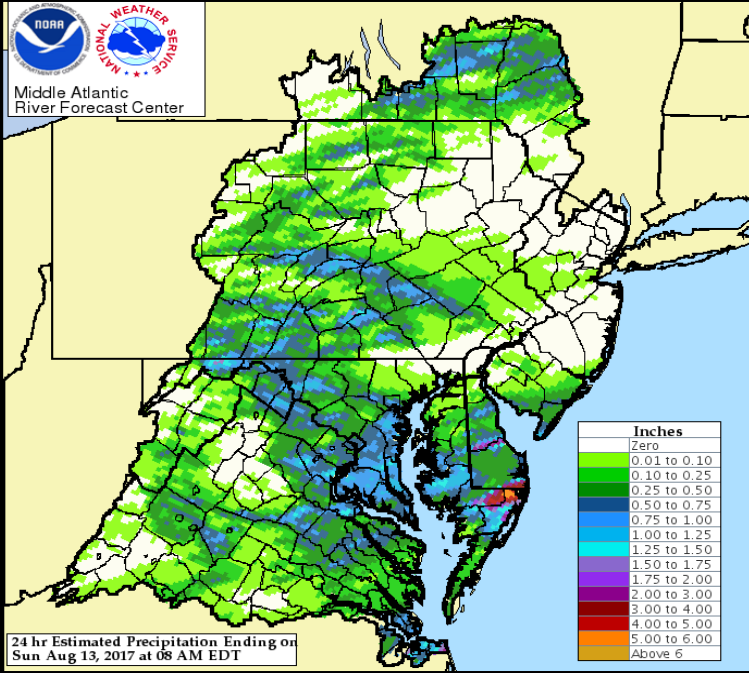 NOAA
NATIONAL WEATHER SERVICE
Middle Atlantic
River Forecast Center
Inches
Zero
0.01 to 0.10
0.10 to 0.25
0.25 to 0.50
0.50 to 0.75
0.75 to 1.00
1.00 to 1.25
1.25 to 1.50
1.50 to 1.75
1.75 to 2.00
2.00 to 3.00
3.00 to 4.00
4.00 to 5.00
5.00 to 6.00
Above 6
24 hr Estimated Precipitation Ending on
Sun Aug 13, 2017 at 08 AM EDT